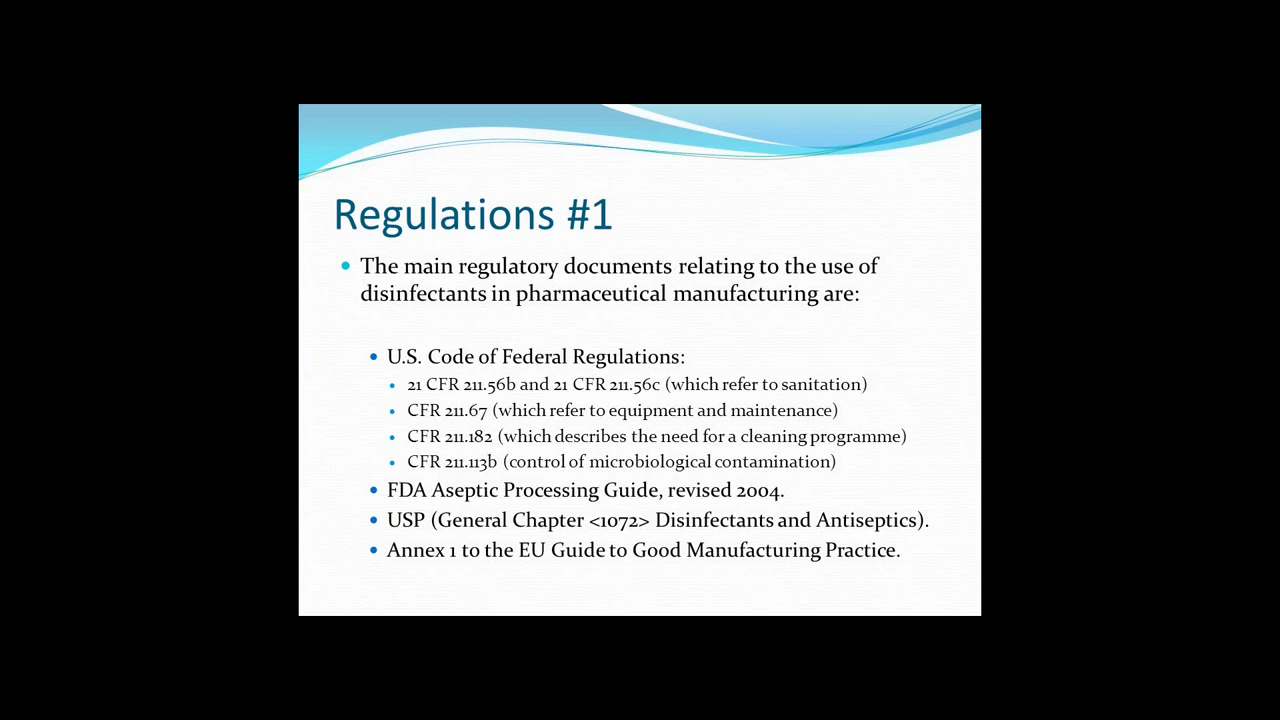 Regulations #1
The main regulatory documents relating to the use of
disinfectants in pharmaceutical manufacturing are:
U.S. Code of Federal Regulations:
21 CFR 211.56b and 21 CFR 211.56c (which refer to sanitation)
CFR 211.67 (which refer to equipment and maintenance)
CFR 211.182 (which describes the need for a cleaning programme)
CFR 211.113b (control of microbiological contamination)
FDA Aseptic Processing Guide, revised 2004.
USP (General Chapter <1072> Disinfectants and Antiseptics).
Annex 1 to the EU Guide to Good Manufacturing Practice.